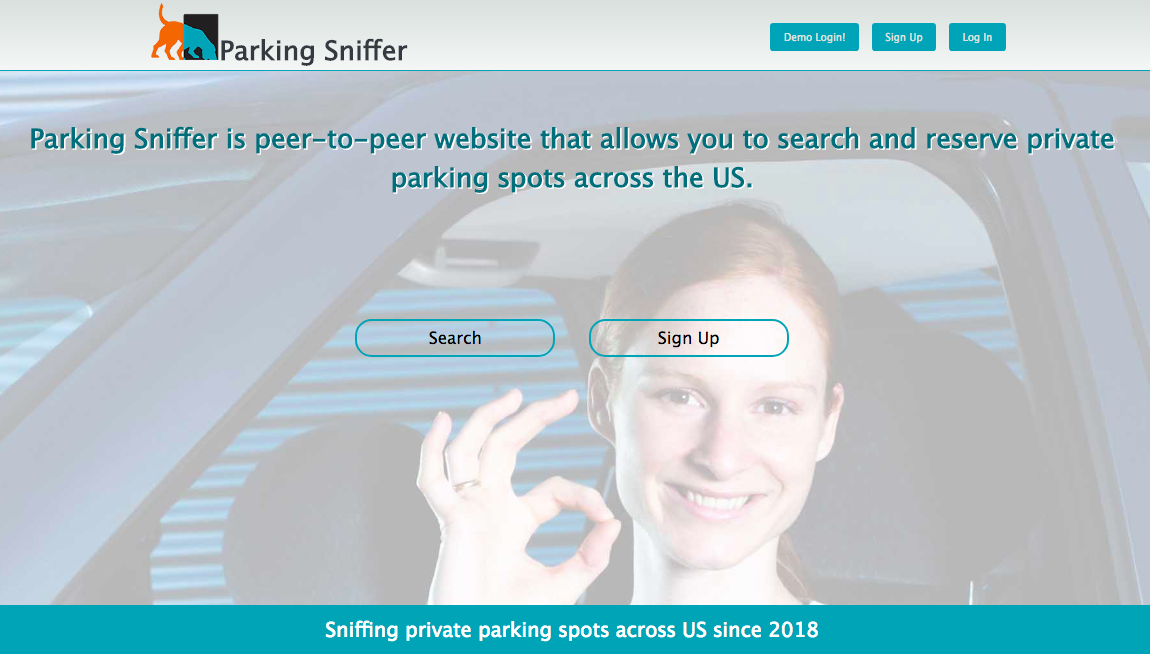 Parking Sniffer
Demo Login!
Sign Up
Log In
Parking Sniffer is peer-to-peer website that allows you to search and reserve private
parking spots across the US.
Search
Sign Up
Sniffing private parking spots across US since 2018